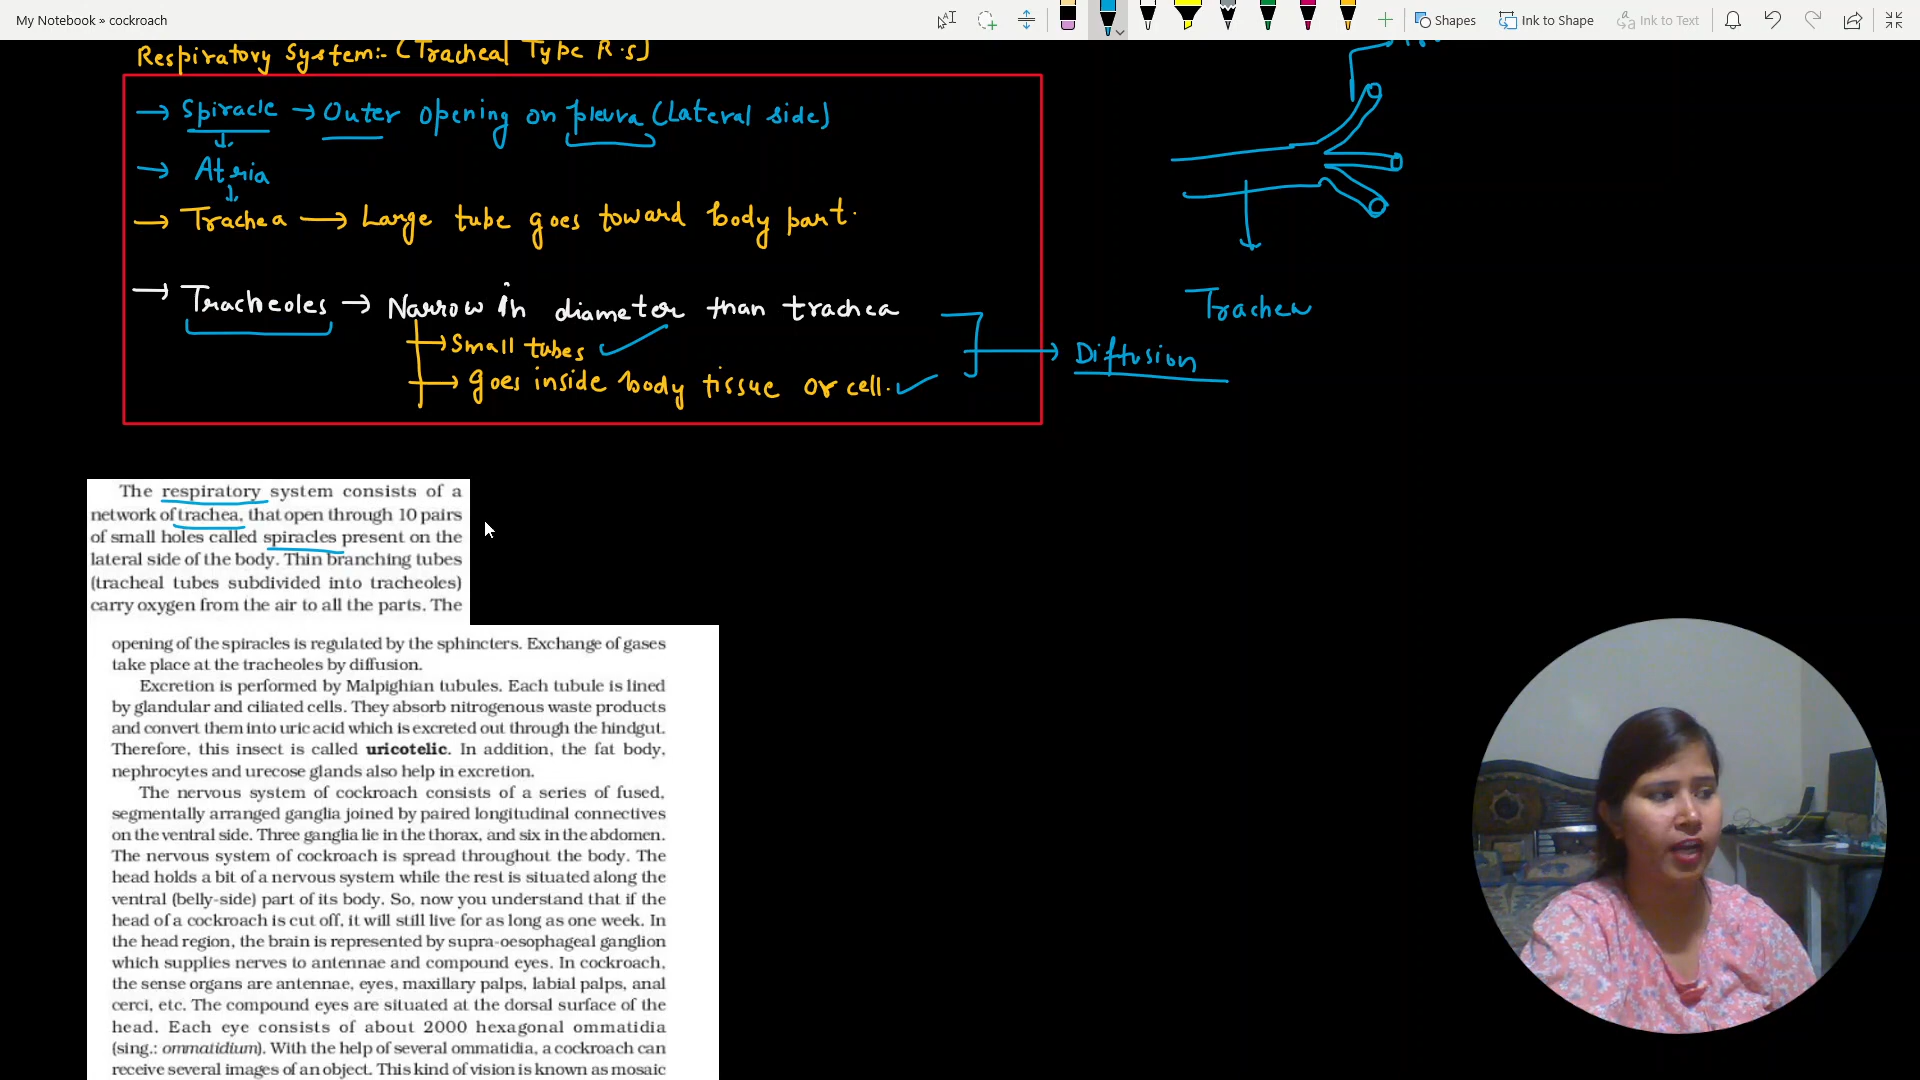 My Notebook » cockroach
Shapes
Ink to Shape
Ink to Text
Respiratory System:- (Tracheal Type R.S)
→ Spiracle → Outer opening on pleura (Lateral side)
→ Atria
→ Trachea → Large tube goes toward body part.
→ Tracheoles → Narrow in diameter than trachea
→ Small tubes
→ goes inside body tissue or cell.
→ Diffusion
Trachea
The respiratory system consists of a
network of trachea, that open through 10 pairs
of small holes called spiracles present on the
lateral side of the body. Thin branching tubes
(tracheal tubes subdivided into tracheoles)
carry oxygen from the air to all the parts. The
opening of the spiracles is regulated by the sphincters. Exchange of gases
take place at the tracheoles by diffusion.
Excretion is performed by Malpighian tubules. Each tubule is lined
by glandular and ciliated cells. They absorb nitrogenous waste products
and convert them into uric acid which is excreted out through the hindgut.
Therefore, this insect is called uricotelic. In addition, the fat body,
nephrocytes and urecose glands also help in excretion.
The nervous system of cockroach consists of a series of fused,
segmentally arranged ganglia joined by paired longitudinal connectives
on the ventral side. Three ganglia lie in the thorax, and six in the abdomen.
The nervous system of cockroach is spread throughout the body. The
head holds a bit of a nervous system while the rest is situated along the
ventral (belly-side) part of its body. So, now you understand that if the
head of a cockroach is cut off, it will still live for as long as one week. In
the head region, the brain is represented by supra-oesophageal ganglion
which supplies nerves to antennae and compound eyes. In cockroach,
the sense organs are antennae, eyes, maxillary palps, labial palps, anal
cerci, etc. The compound eyes are situated at the dorsal surface of the
head. Each eye consists of about 2000 hexagonal ommatidia
(sing.: ommatidium). With the help of several ommatidia, a cockroach can
receive several images of an object. This kind of vision is known as mosaic